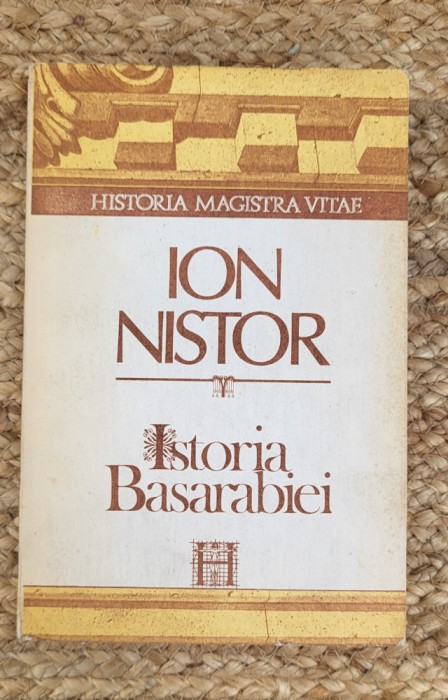 HISTORIA MAGISTRA VITAE
ION
NISTOR
Istoria
Basarabiei
H